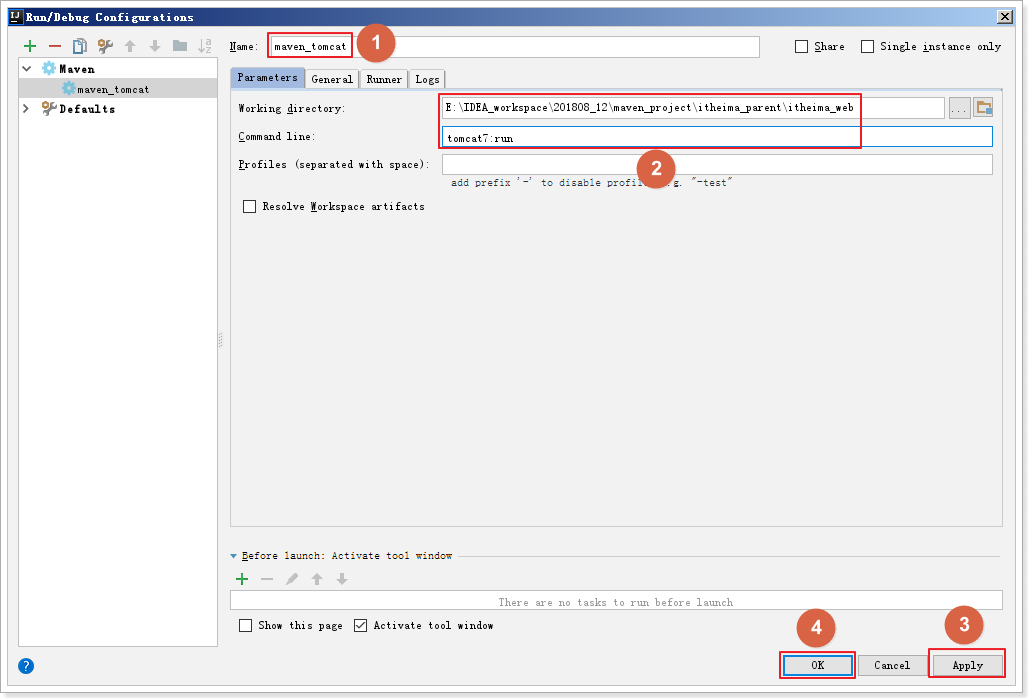 Run/Debug Configurations
Name: maven_tomcat
1
Share
Single instance only
Maven
maven_tomcat
Defaults
Parameters General Runner Logs
Working directory: E:\IDEA_workspace\201808_12\maven_project\itheima_parent\itheima_web ...
Command line: tomcat7:run
Profiles (separated with space):
2
add prefix '-' to disable profil g. "-test"
Resolve Workspace artifacts
Before launch: Activate tool window
There are no tasks to run before launch
Show this page Activate tool window
4
3
? OK Cancel Apply